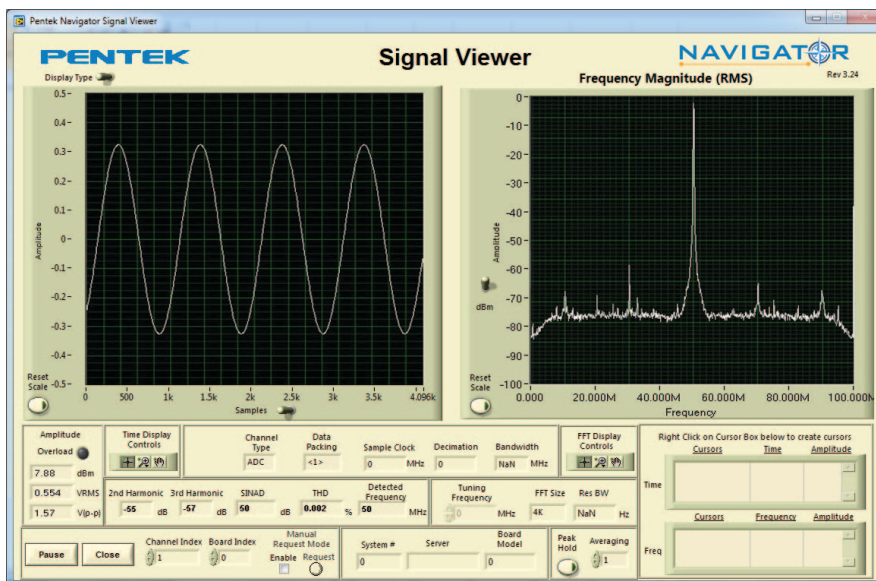 Pentek Navigator Signal Viewer
PENTEK
Signal Viewer
NAVIGATOR
Display Type
Frequency Magnitude (RMS)
Rev 3.24
0.5-
0.4-
0.3-
0.2-
0.1-
0-
-0.1-
-0.2-
-0.3-
-0.4-
-0.5-
Amplitude
Reset
Scale
0 500 1k 1.5k 2k 2.5k 3k 3.5k 4.096k
Samples
0-
-10-
-20-
-30-
-40-
-50-
-60-
-70-
-80-
-90-
-100-
Amplitude
dBm
Reset
Scale
0.000 20.000M 40.000M 60.000M 80.000M 100.000M
Frequency
Amplitude
Overload
7.88 dBm
0.554 VRMS
1.57 V(p-p)
Time Display
Controls
Channel
Type
ADC
Data
Packing
<1>
Sample Clock
0 MHz
Decimation
0
Bandwidth
NaN MHz
FFT Display
Controls
2nd Harmonic
-55 dB
3rd Harmonic
-57 dB
SINAD
50 dB
THD
0.002 %
Detected
Frequency
50 MHz
Tuning
Frequency
0 MHz
FFT Size
4K
Res BW
NaN Hz
Right Click on Cursor Box below to create cursors
Cursors Time Amplitude
Time
Cursors Frequency Amplitude
Freq
Pause
Close
Channel Index
1
Board Index
0
Manual
Request Mode
Enable Request
System #
0
Server
Board
Model
0
Peak
Hold
Averaging
1